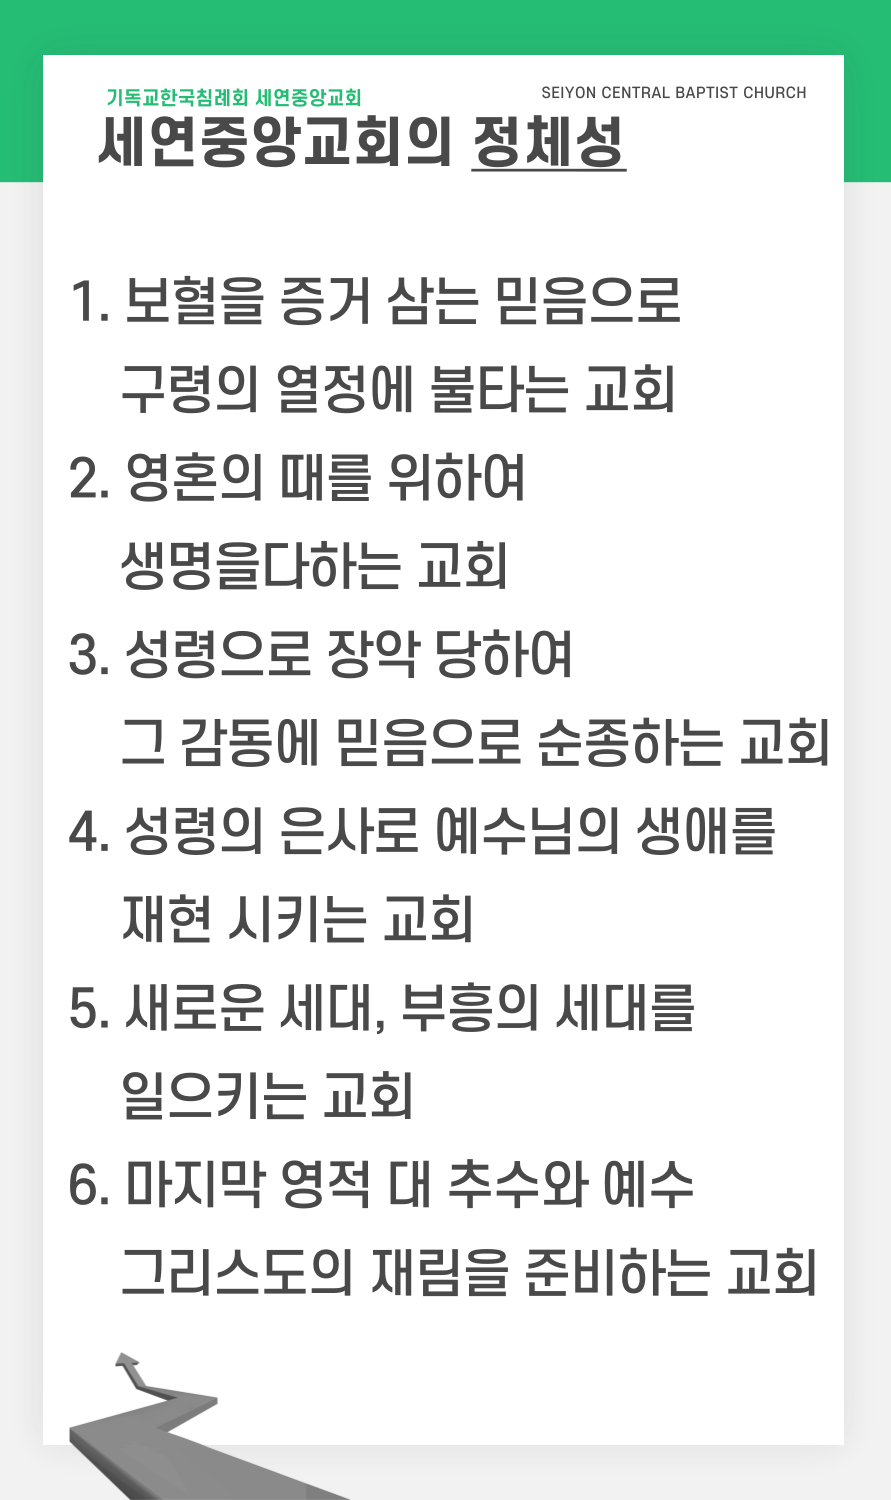 기독교한국침례회 세연중앙교회
SEIYON CENTRAL BAPTIST CHURCH
세연중앙교회의 정체성
1. 보혈을 증거 삼는 믿음으로
구령의 열정에 불타는 교회
2. 영혼의 때를 위하여
생명을다하는 교회
3. 성령으로 장악 당하여
그 감동에 믿음으로 순종하는 교회
4. 성령의 은사로 예수님의 생애를
재현 시키는 교회
5. 새로운 세대, 부흥의 세대를
일으키는 교회
6. 마지막 영적 대 추수와 예수
그리스도의 재림을 준비하는 교회